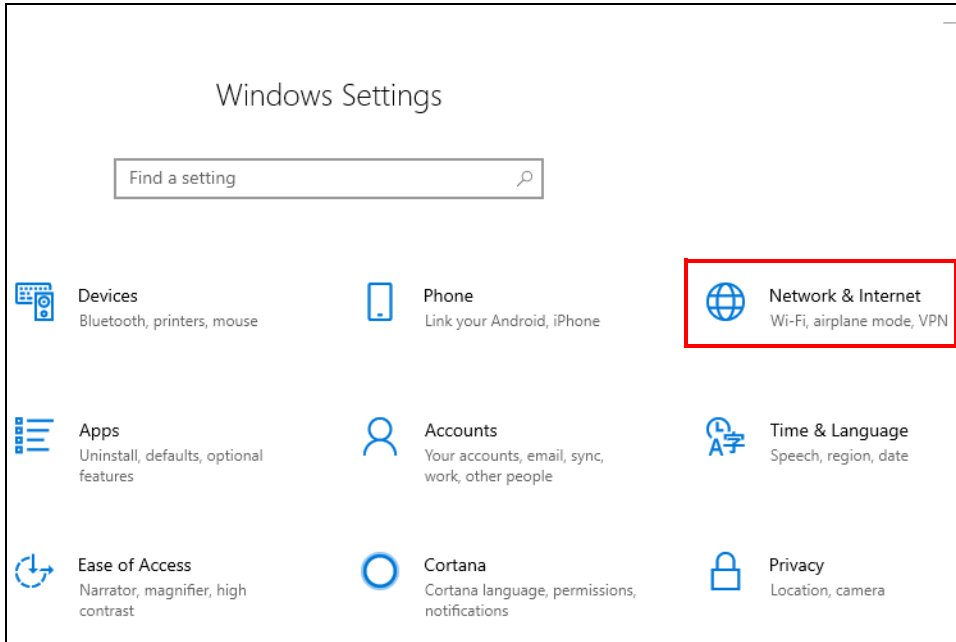 Windows Settings
Find a setting
Devices
Bluetooth, printers, mouse
Phone
Link your Android, iPhone
Network & Internet
Wi-Fi, airplane mode, VPN
Apps
Uninstall, defaults, optional
features
Accounts
Your accounts, email, sync,
work, other people
A字
Time & Language
Speech, region, date
Ease of Access
Narrator, magnifier, high
contrast
Cortana
Cortana language, permissions,
notifications
Privacy
Location, camera